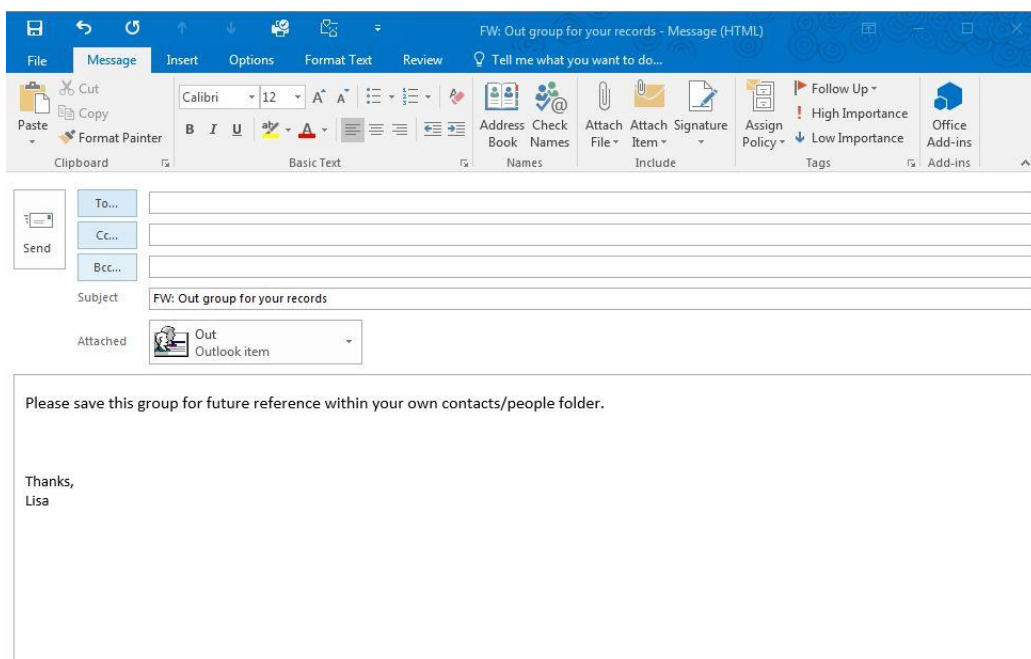 FW: Out group for your records - Message (HTML)
File Message Insert Options Format Text Review Tell me what you want to do...
Paste
Cut
Copy
Format Painter
Clipboard
Calibri 12 A A
B I U aby A
Basic Text
Address Book
Check Names
Names
Attach File
Attach Item
Signature
Include
Assign Policy
Follow Up
High Importance
Low Importance
Tags
Office Add-ins
Add-ins
Send
To...
Cc...
Bcc...
Subject FW: Out group for your records
Attached Out
Outlook item
Please save this group for future reference within your own contacts/people folder.
Thanks,
Lisa